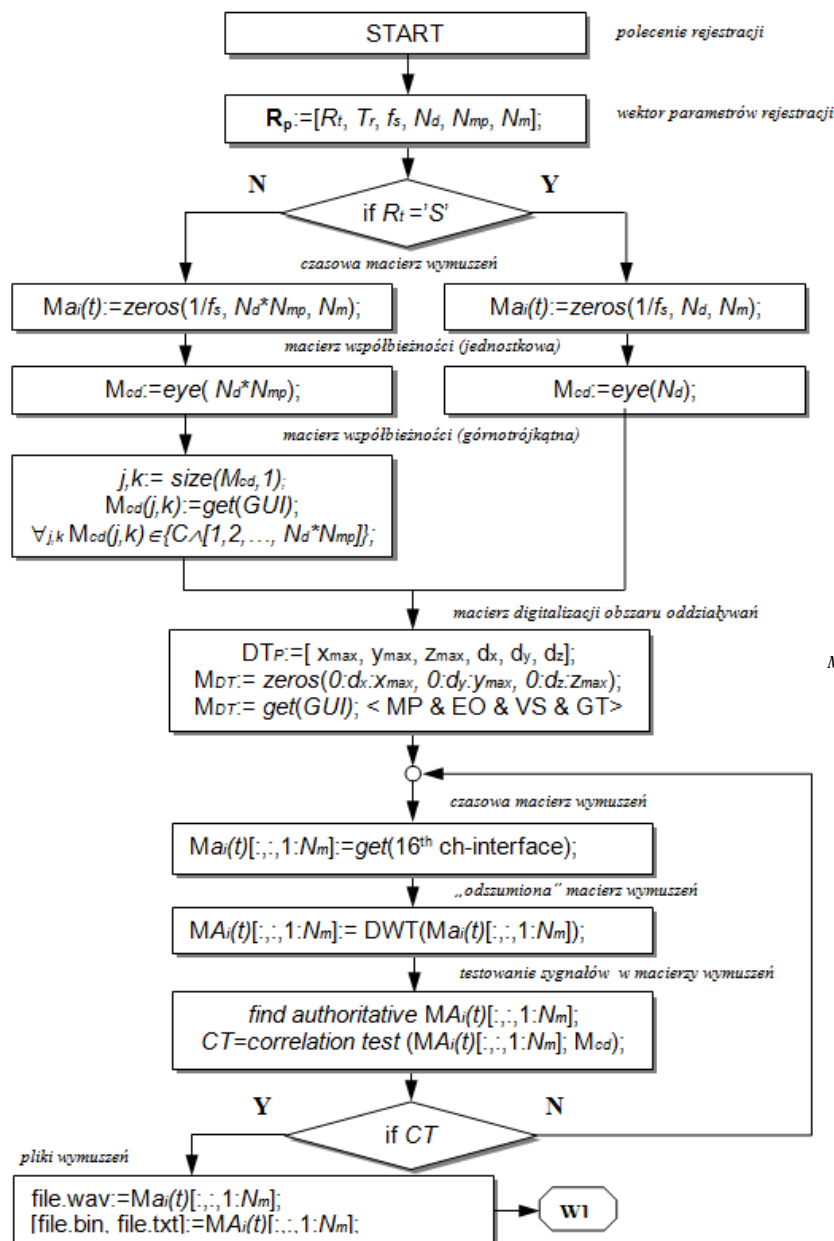 START
polecenie rejestracji
Rp:=[Rt, Tr, fs, Nd, Nmp, Nm];
wektor parametrów rejestracji
N
Y
if Rt ='S'
czasowa macierz wymuszeń
Mai(t):=zeros(1/fs, Nd*Nmp, Nm);
Mai(t):=zeros(1/fs, Nd, Nm);
macierz współbieżności (jednostkowa)
Mcd:=eye( Nd*Nmp);
Mcd:=eye(Nd);
macierz współbieżności (górnotrójkątna)
j,k:= size(Mcd,1);
Mcd(j,k):=get(GUI);
∀j,k Mcd(j,k)∈{C∧[1,2,…, Nd*Nmp]};
macierz digitalizacji obszaru oddziaływań
DTP:=[ xmax, ymax, zmax, dx, dy, dz];
M
MDT:= zeros(0:dx:xmax, 0:dy:ymax, 0:dz:zmax);
MDT:= get(GUI); < MP & EO & VS & GT>
czasowa macierz wymuszeń
Mai(t)[:,:,1:Nm]:=get(16th ch-interface);
„odszumiona” macierz wymuszeń
MAi(t)[:,:,1:Nm]:= DWT(Mai(t)[:,:,1:Nm]);
testowanie sygnałów w macierzy wymuszeń
find authoritative MAi(t)[:,:,1:Nm];
CT=correlation test (MAi(t)[:,:,1:Nm]; Mcd);
Y
N
if CT
pliki wymuszeń
file.wav:=Mai(t)[:,:,1:Nm];
[file.bin, file.txt]:=MAi(t)[:,:,1:Nm];
W1